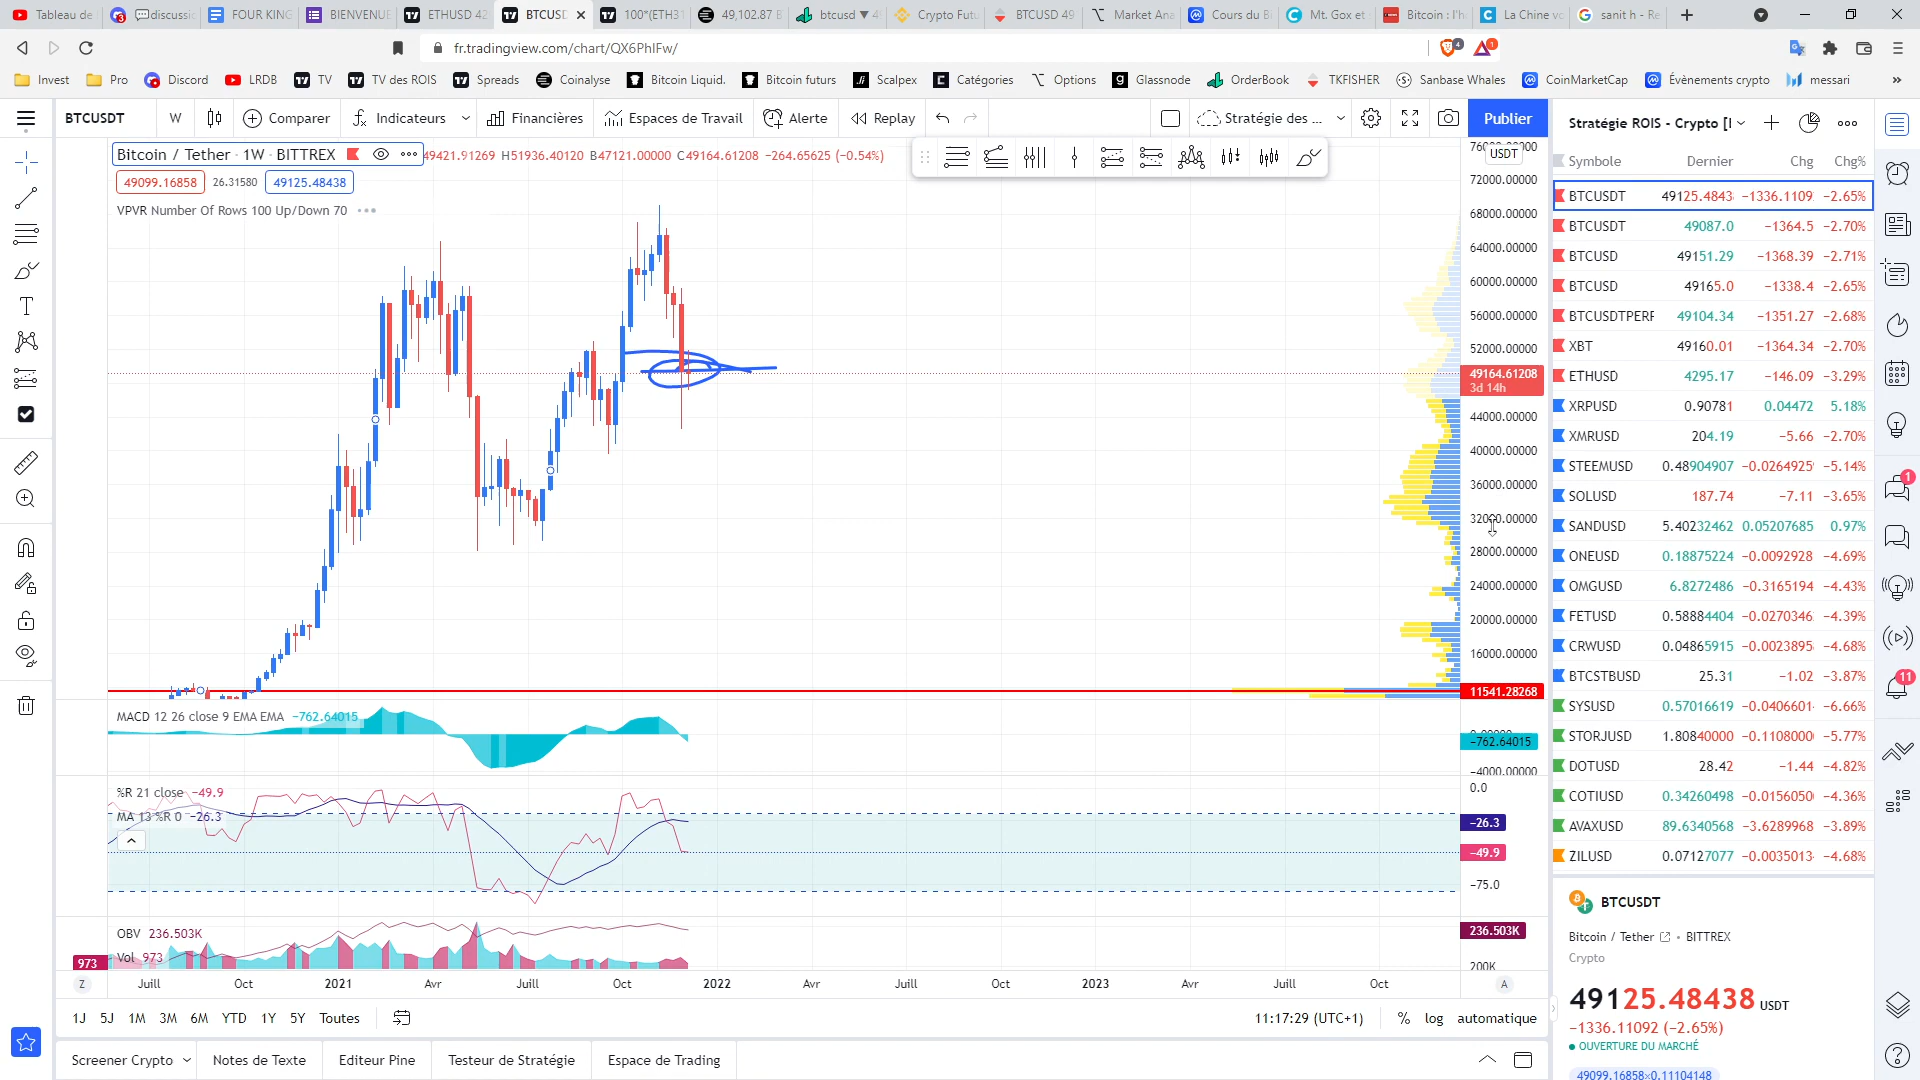 Tableau de
discussic
FOUR KING
BIENVENUE
ETHUSD 42
BTCUSD
100*(ETH31
49,102.87 B
btcusd ▼ 4
Crypto Futu
BTCUSD 49
Market Ana
Cours du Bi
Mt. Gox et
Bitcoin : l'h
La Chine vo
sanit h - Re
fr.tradingview.com/chart/QX6PhIFw/
Invest
Pro
Discord
LRDB
TV
TV des ROIS
Spreads
Coinalyse
Bitcoin Liquid.
Bitcoin futurs
Scalpex
Catégories
Options
Glassnode
OrderBook
TKFISHER
Sanbase Whales
CoinMarketCap
Évènements crypto
messari
BTCUSDT
W
Comparer
Indicateurs
Financières
Espaces de Travail
Alerte
Replay
Stratégie des ...
Publier
Bitcoin / Tether · 1W · BITTREX
49421.91269 H51936.40120 B47121.00000 C49164.61208 −264.65625 (−0.54%)
49099.16858
26.31580
49125.48438
VPVR Number Of Rows 100 Up/Down 70
USDT
72000.00000
68000.00000
64000.00000
60000.00000
56000.00000
52000.00000
49164.61208
3d 14h
44000.00000
40000.00000
36000.00000
32000.00000
28000.00000
24000.00000
20000.00000
16000.00000
11541.28268
MACD 12 26 close 9 EMA EMA −762.64015
−762.64015
−4000.00000
%R 21 close −49.9
0.0
MA 13 %R 0 −26.3
−26.3
−49.9
−75.0
OBV 236.503K
236.503K
Vol 973
973
200K
Z
Juill
Oct
2021
Avr
Juill
Oct
2022
Avr
Juill
Oct
2023
Avr
Juill
Oct
A
1J
5J
1M
3M
6M
YTD
1Y
5Y
Toutes
11:17:29 (UTC+1)
%
log
automatique
Screener Crypto
Notes de Texte
Editeur Pine
Testeur de Stratégie
Espace de Trading
Stratégie ROIS - Crypto [I
Symbole Dernier Chg Chg%
BTCUSDT 49125.4843 −1336.1109 −2.65%
BTCUSDT 49087.0 −1364.5 −2.70%
BTCUSD 49151.29 −1368.39 −2.71%
BTCUSD 49165.0 −1338.4 −2.65%
BTCUSDTPERF 49104.34 −1351.27 −2.68%
XBT 49160.01 −1364.34 −2.70%
ETHUSD 4295.17 −146.09 −3.29%
XRPUSD 0.90781 0.04472 5.18%
XMRUSD 204.19 −5.66 −2.70%
STEEMUSD 0.48904907 −0.0264925 −5.14%
SOLUSD 187.74 −7.11 −3.65%
SANDUSD 5.40232462 0.05207685 0.97%
ONEUSD 0.18875224 −0.0092928 −4.69%
OMGUSD 6.8272486 −0.3165194 −4.43%
FETUSD 0.58884404 −0.0270346 −4.39%
CRWUSD 0.04865915 −0.0023895 −4.68%
BTCSTBUSD 25.31 −1.02 −3.87%
SYSUSD 0.57016619 −0.0406601 −6.66%
STORJUSD 1.80840000 −0.1108000 −5.77%
DOTUSD 28.42 −1.44 −4.82%
COTIUSD 0.34260498 −0.0156050 −4.36%
AVAXUSD 89.6340568 −3.6289968 −3.89%
ZILUSD 0.07127077 −0.0035013 −4.68%
BTCUSDT
Bitcoin / Tether • BITTREX
Crypto
49125.48438 USDT
−1336.11092 (−2.65%)
OUVERTURE DU MARCHÉ
49099.16858×0.11104148
1
11